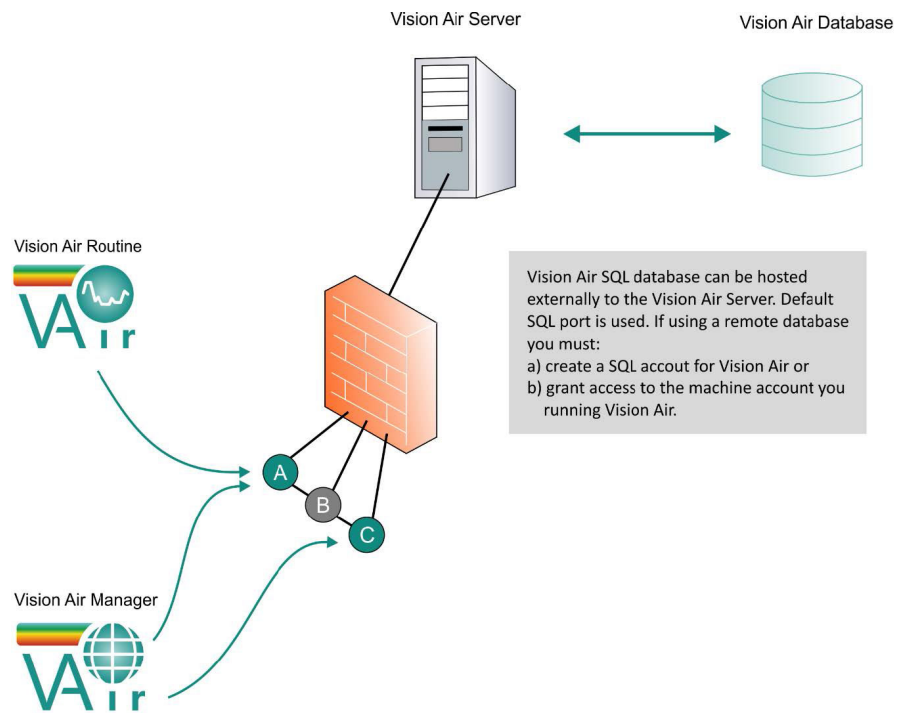 Vision Air Server
Vision Air Database
Vision Air Routine
VAir
Vision Air SQL database can be hosted
externally to the Vision Air Server. Default
SQL port is used. If using a remote database
you must:
a) create a SQL accout for Vision Air or
b) grant access to the machine account you
running Vision Air.
A
B
C
Vision Air Manager
VAir